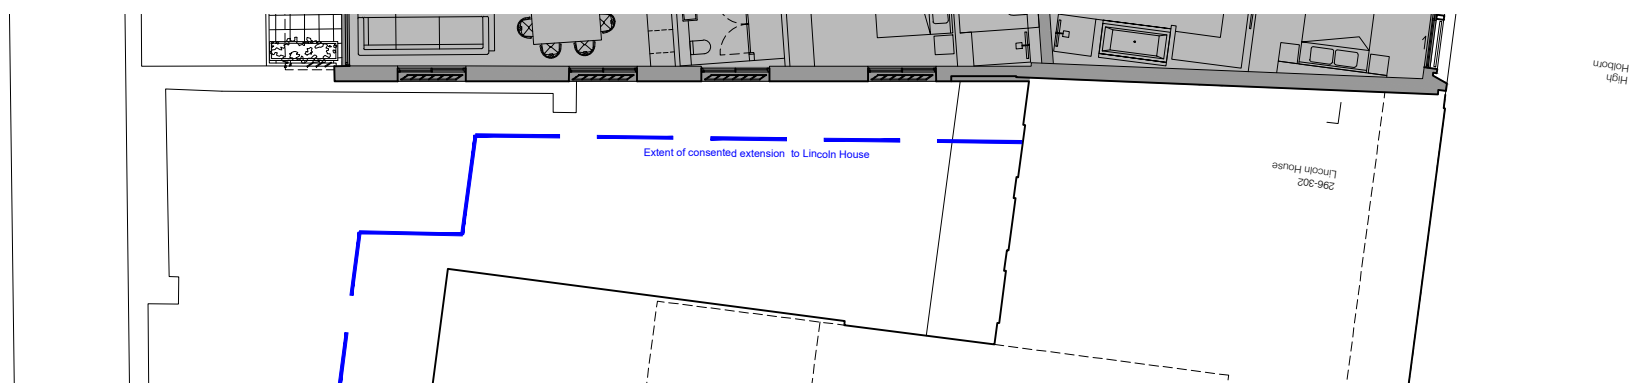 Extent of consented extension to Lincoln House
296-302
Lincoln House
High
Holborn